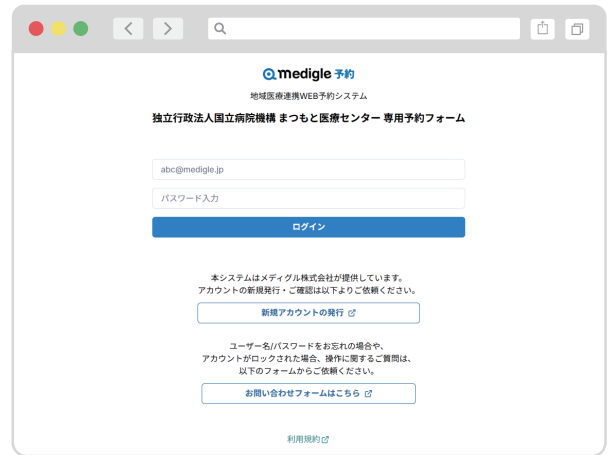 medigle 予約
地域医療連携WEB予約システム
独立行政法人国立病院機構 まつもと医療センター 専用予約フォーム
abc@medigle.jp
パスワード入力
ログイン
本システムはメディグル株式会社が提供しています。
アカウントの新規発行・ご確認は以下よりご依頼ください。
新規アカウントの発行
ユーザー名/パスワードをお忘れの場合や、
アカウントがロックされた場合、操作に関するご質問は、
以下のフォームからご依頼ください。
お問い合わせフォームはこちら
利用規約